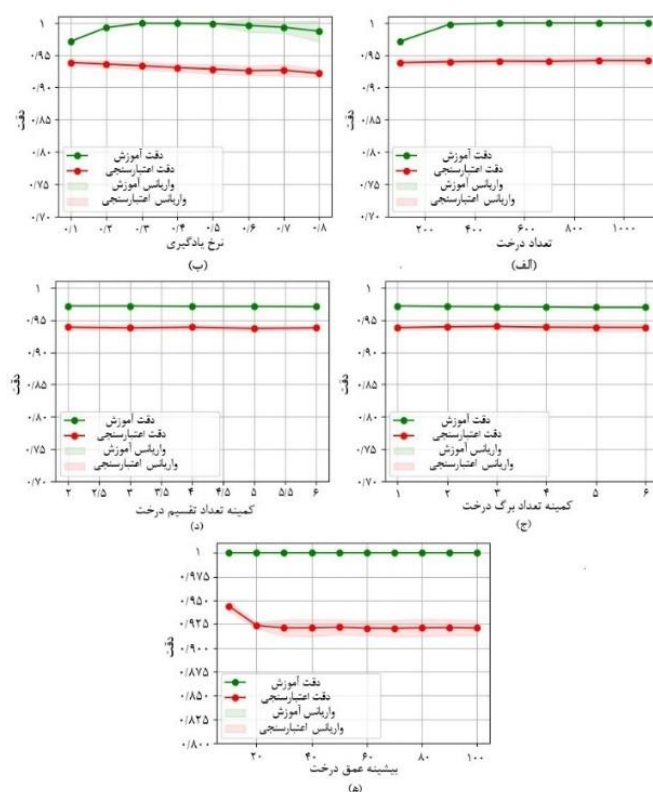 ۱
۰/۹۵
۰/۹۰
۰/۸۵
۰/۸۰
۰/۷۵
۰/۷۰
دقت
دقت آموزش
دقت اعتبارسنجی
واریانس آموزش
واریانس اعتبارسنجی
۲۰۰ ۴۰۰ ۶۰۰ ۸۰۰ ۱۰۰۰
تعداد درخت
(الف)
۱
۰/۹۵
۰/۹۰
۰/۸۵
۰/۸۰
۰/۷۵
۰/۷۰
دقت
دقت آموزش
دقت اعتبارسنجی
واریانس آموزش
واریانس اعتبارسنجی
۰/۱ ۰/۲ ۰/۳ ۰/۴ ۰/۵ ۰/۶ ۰/۷ ۰/۸
نرخ یادگیری
(ب)
۱
۰/۹۵
۰/۹۰
۰/۸۵
۰/۸۰
۰/۷۵
۰/۷۰
دقت
دقت آموزش
دقت اعتبارسنجی
واریانس آموزش
واریانس اعتبارسنجی
۱ ۲ ۳ ۴ ۵ ۶
کمینه تعداد برگ درخت
(ج)
۱
۰/۹۵
۰/۹۰
۰/۸۵
۰/۸۰
۰/۷۵
۰/۷۰
دقت
دقت آموزش
دقت اعتبارسنجی
واریانس آموزش
واریانس اعتبارسنجی
۲ ۲/۵ ۳ ۳/۵ ۴ ۴/۵ ۵ ۵/۵ ۶
کمینه تعداد تقسیم درخت
(د)
۱
۰/۹۷۵
۰/۹۵۰
۰/۹۲۵
۰/۹۰۰
۰/۸۷۵
۰/۸۵۰
۰/۸۲۵
۰/۸۰۰
دقت
دقت آموزش
دقت اعتبارسنجی
واریانس آموزش
واریانس اعتبارسنجی
۲۰ ۴۰ ۶۰ ۸۰ ۱۰۰
بیشینه عمق درخت
(ه)